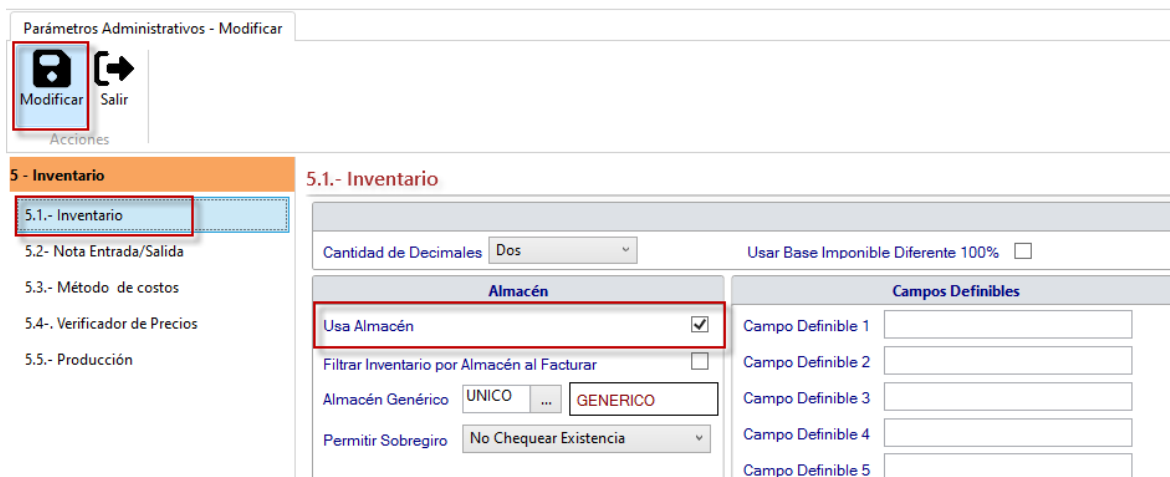 Parámetros Administrativos - Modificar
Modificar Salir
Acciones
5 - Inventario
5.1.- Inventario
5.2- Nota Entrada/Salida
5.3.- Método de costos
5.4-. Verificador de Precios
5.5.- Producción
5.1.- Inventario
Cantidad de Decimales Dos Usar Base Imponible Diferente 100%
Almacén
Usa Almacén
Filtrar Inventario por Almacén al Facturar
Almacén Genérico UNICO ... GENERICO
Permitir Sobregiro No Chequear Existencia
Campos Definibles
Campo Definible 1
Campo Definible 2
Campo Definible 3
Campo Definible 4
Campo Definible 5